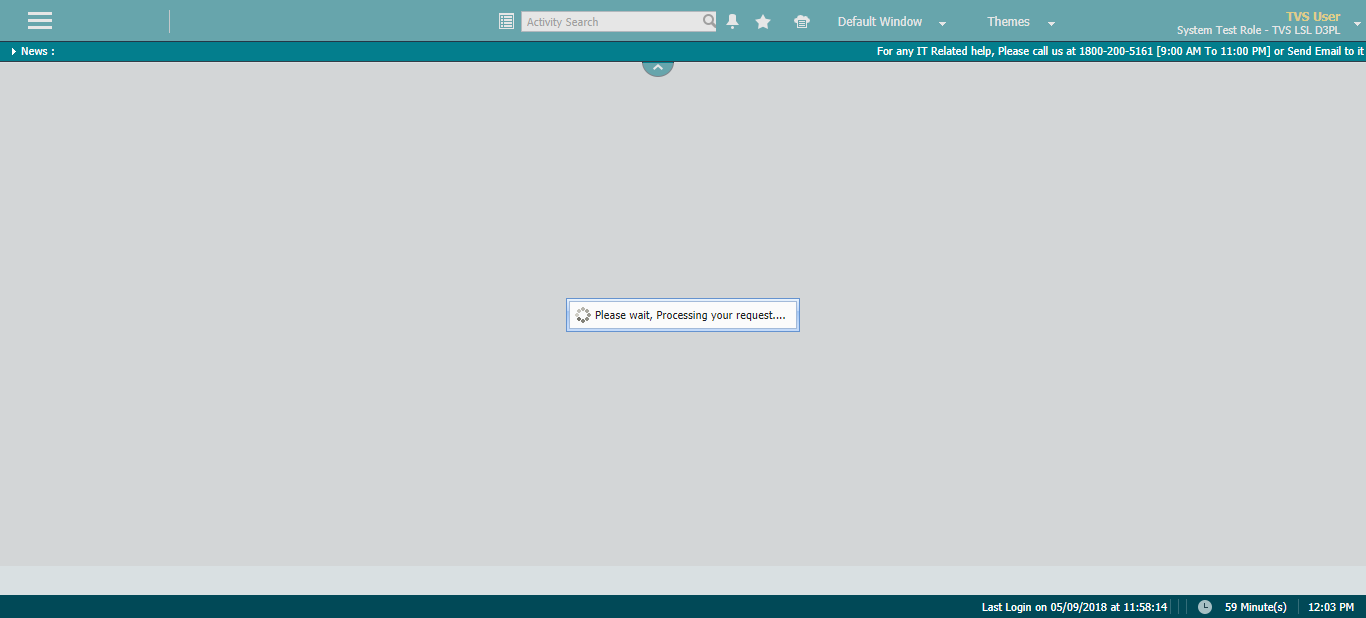 Activity Search
Default Window
Themes
TVS User
System Test Role - TVS LSL D3PL
News :
For any IT Related help, Please call us at 1800-200-5161 [9:00 AM To 11:00 PM] or Send Email to it
Please wait, Processing your request....
Last Login on 05/09/2018 at 11:58:14
59 Minute(s)
12:03 PM